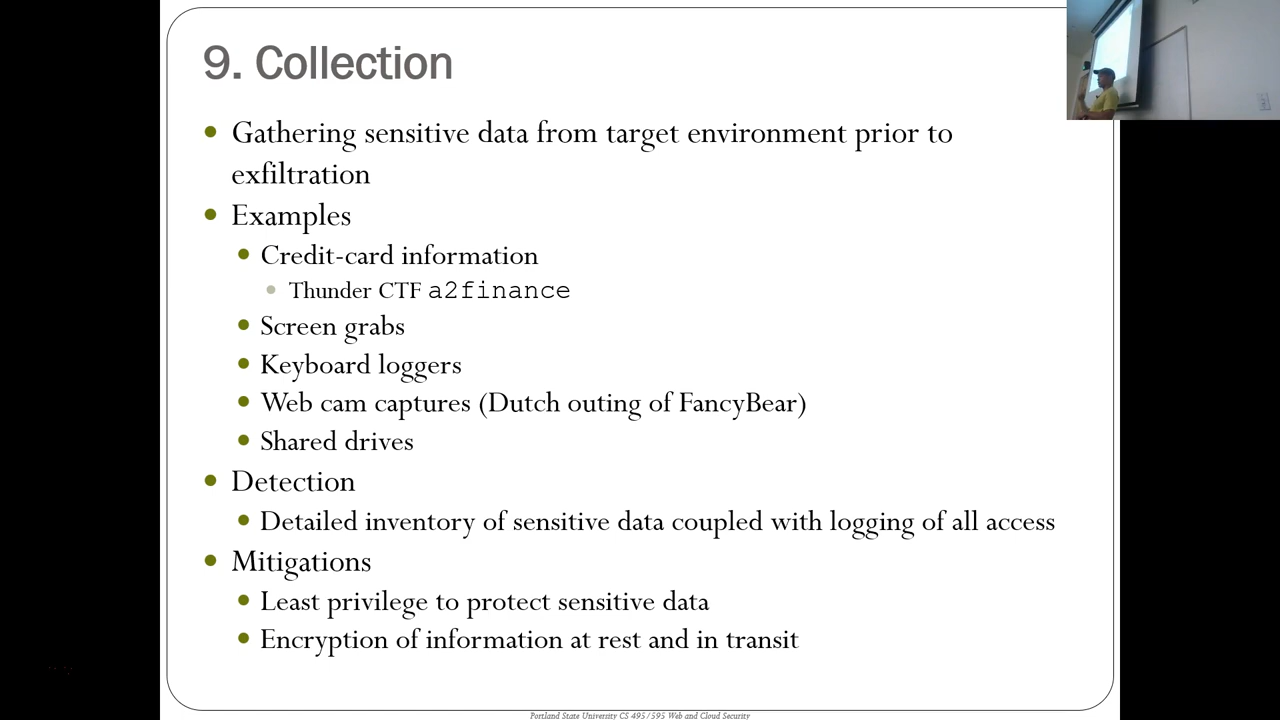 9. Collection
Gathering sensitive data from target environment prior to
exfiltration
Examples
Credit-card information
Thunder CTF a2finance
Screen grabs
Keyboard loggers
Web cam captures (Dutch outing of FancyBear)
Shared drives
Detection
Detailed inventory of sensitive data coupled with logging of all access
Mitigations
Least privilege to protect sensitive data
Encryption of information at rest and in transit
Portland State University CS 495/595 Web and Cloud Security